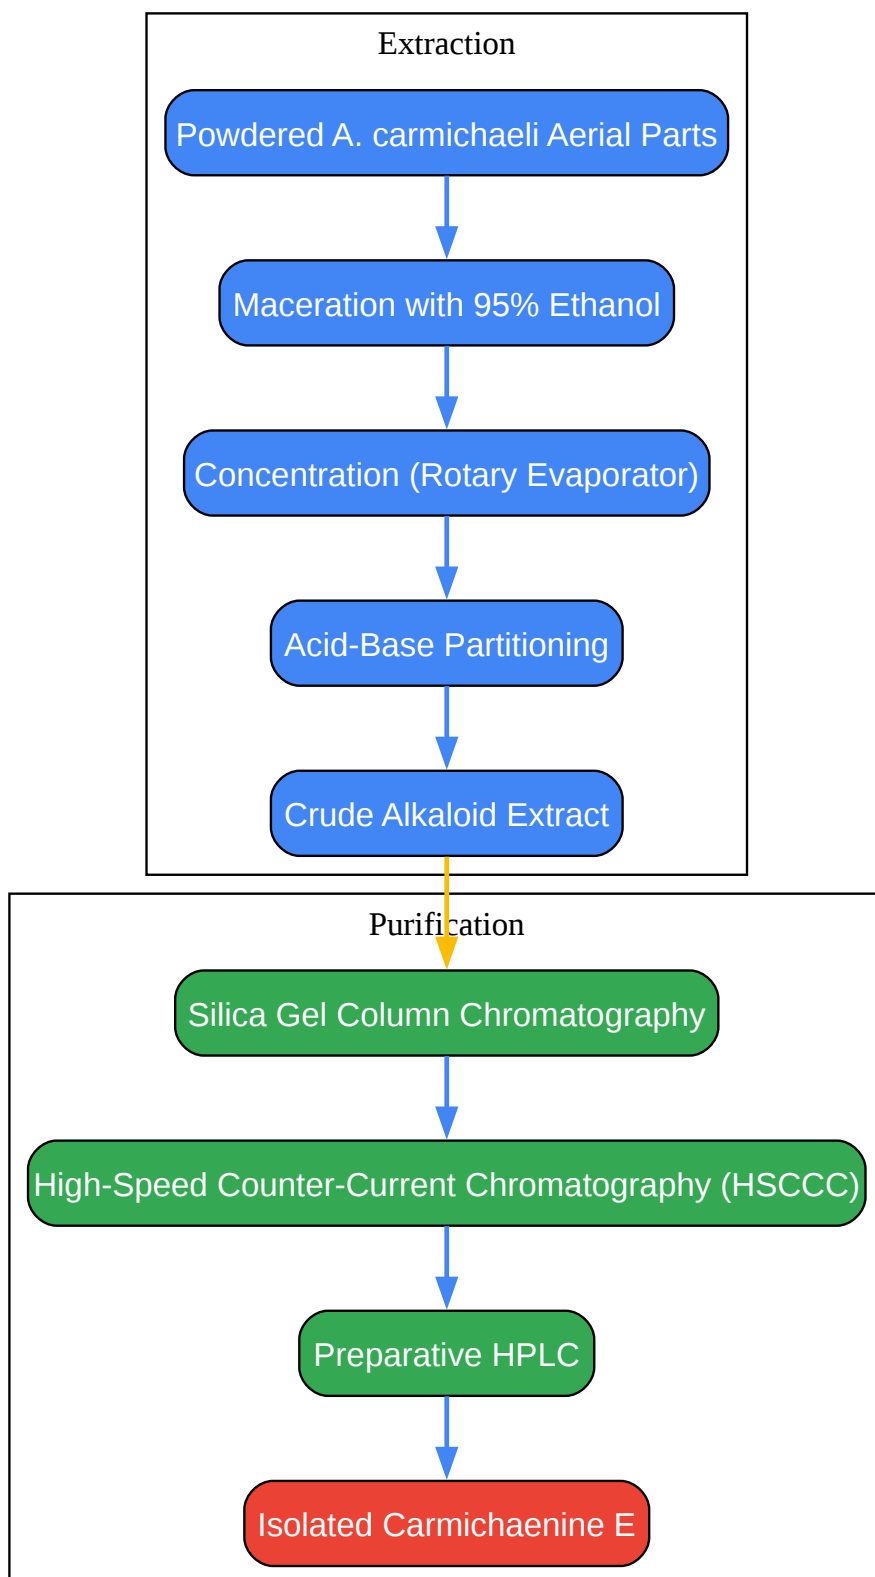 Extraction
Powdered A. carmichaeli Aerial Parts
Maceration with 95% Ethanol
Concentration (Rotary Evaporator)
Acid-Base Partitioning
Crude Alkaloid Extract
Purification
Silica Gel Column Chromatography
High-Speed Counter-Current Chromatography (HSCCC)
Preparative HPLC
Isolated Carmichaenine E